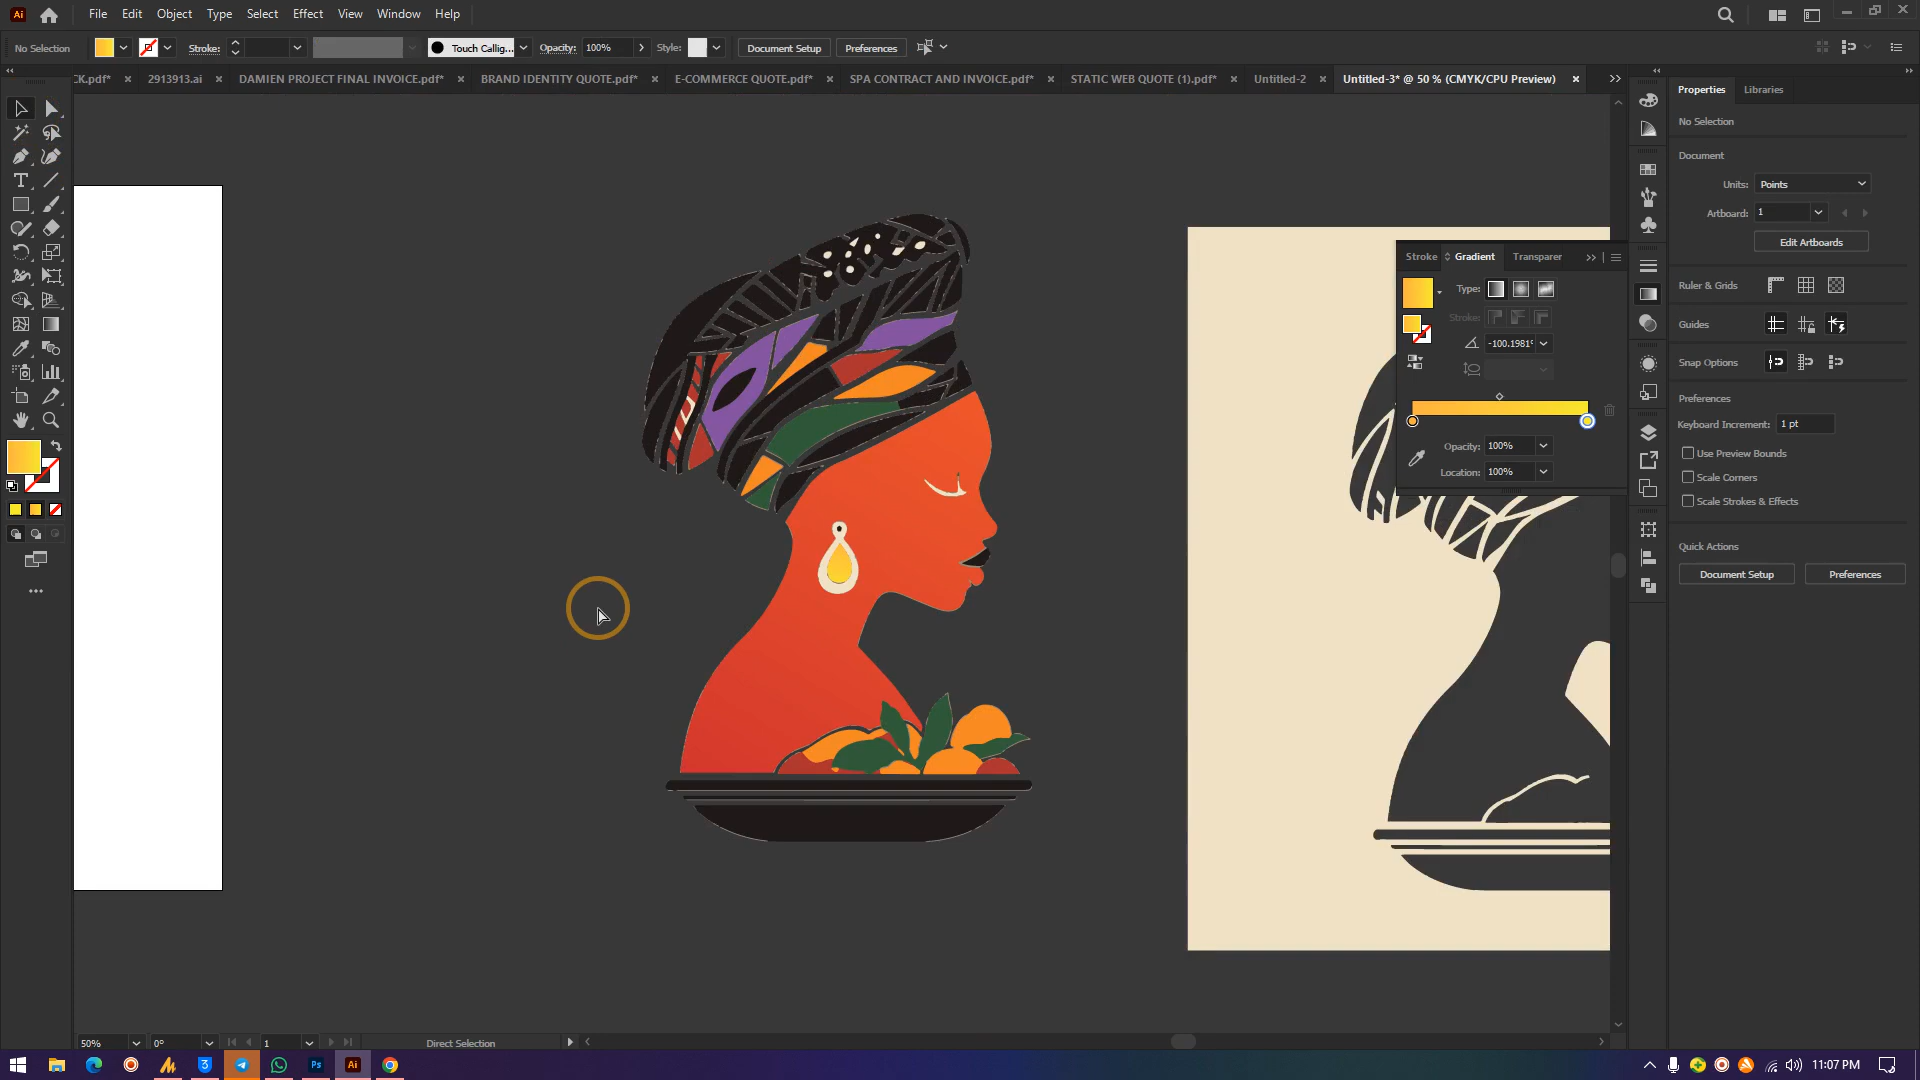 Ai File Edit Object Type Select Effect View Window Help
No Selection Stroke: Touch Callig... Opacity: 100% Style: Document Setup Preferences
CK.pdf* × 2913913.ai × DAMIEN PROJECT FINAL INVOICE.pdf* × BRAND IDENTITY QUOTE.pdf* × E-COMMERCE QUOTE.pdf* × SPA CONTRACT AND INVOICE.pdf* × STATIC WEB QUOTE (1).pdf* × Untitled-2 × Untitled-3* @ 50 % (CMYK/CPU Preview) ×
Properties Libraries
No Selection
Document
Units: Points
Artboard: 1
Edit Artboards
Ruler & Grids
Guides
Snap Options
Preferences
Keyboard Increment: 1 pt
Use Preview Bounds
Scale Corners
Scale Strokes & Effects
Quick Actions
Document Setup Preferences
Stroke Gradient Transparer
Type:
Stroke:
-100.1981°
Opacity: 100%
Location: 100%
50% 0° 1 Direct Selection
Ps Ai 11:07 PM